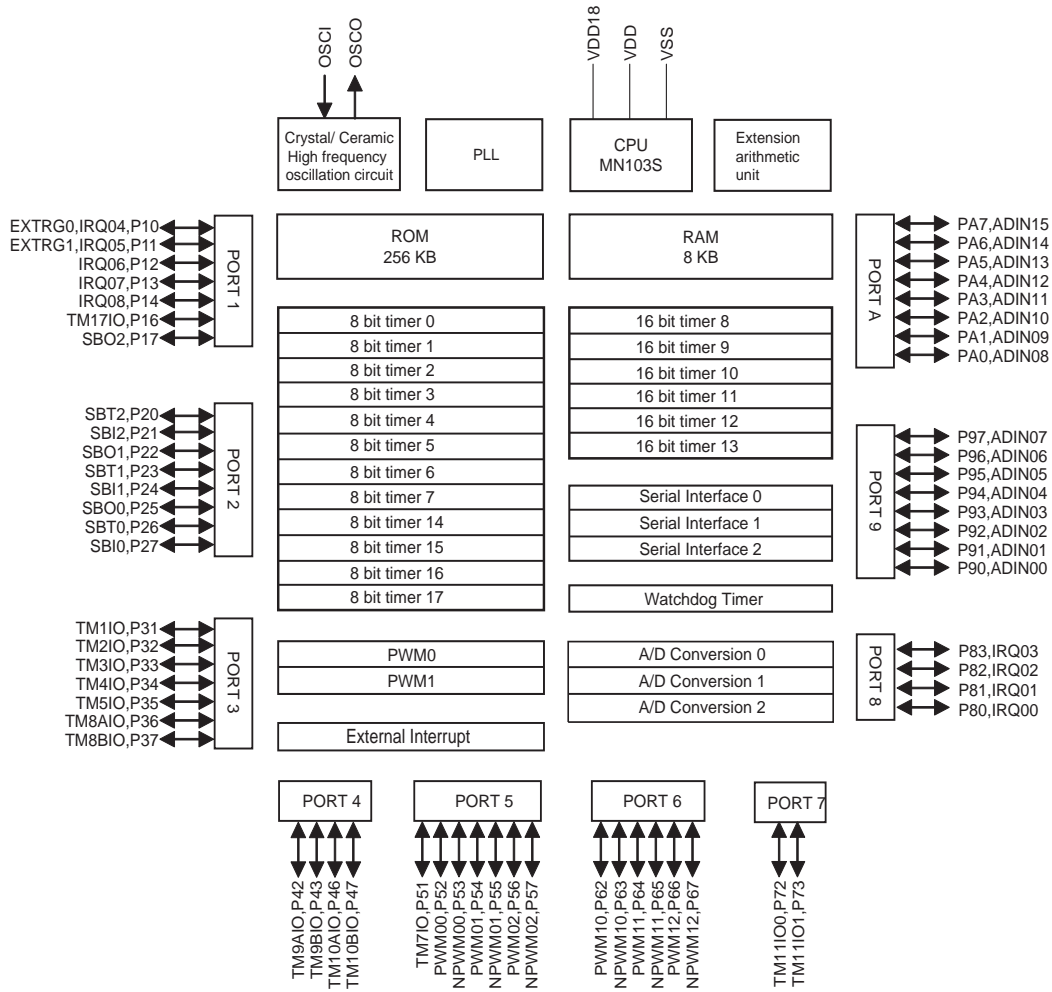 OSCI
OSCO
VDD18
VDD
VSS
Crystal/ Ceramic
High frequency
oscillation circuit
PLL
CPU
MN103S
Extension
arithmetic
unit
EXTRG0,IRQ04,P10
EXTRG1,IRQ05,P11
IRQ06,P12
IRQ07,P13
IRQ08,P14
TM17IO,P16
SBO2,P17
PORT 1
ROM
256 KB
RAM
8 KB
PORT A
PA7,ADIN15
PA6,ADIN14
PA5,ADIN13
PA4,ADIN12
PA3,ADIN11
PA2,ADIN10
PA1,ADIN09
PA0,ADIN08
8 bit timer 0
8 bit timer 1
8 bit timer 2
8 bit timer 3
8 bit timer 4
8 bit timer 5
8 bit timer 6
8 bit timer 7
8 bit timer 14
8 bit timer 15
8 bit timer 16
8 bit timer 17
16 bit timer 8
16 bit timer 9
16 bit timer 10
16 bit timer 11
16 bit timer 12
16 bit timer 13
SBT2,P20
SBI2,P21
SBO1,P22
SBT1,P23
SBI1,P24
SBO0,P25
SBT0,P26
SBI0,P27
PORT 2
Serial Interface 0
Serial Interface 1
Serial Interface 2
Watchdog Timer
PORT 9
P97,ADIN07
P96,ADIN06
P95,ADIN05
P94,ADIN04
P93,ADIN03
P92,ADIN02
P91,ADIN01
P90,ADIN00
TM1IO,P31
TM2IO,P32
TM3IO,P33
TM4IO,P34
TM5IO,P35
TM8AIO,P36
TM8BIO,P37
PORT 3
PWM0
PWM1
External Interrupt
A/D Conversion 0
A/D Conversion 1
A/D Conversion 2
PORT 8
P83,IRQ03
P82,IRQ02
P81,IRQ01
P80,IRQ00
PORT 4
PORT 5
PORT 6
PORT 7
TM9AIO,P42
TM9BIO,P43
TM10AIO,P46
TM10BIO,P47
TM7IO,P51
PWM00,P52
NPWM00,P53
PWM01,P54
NPWM01,P55
PWM02,P56
NPWM02,P57
PWM10,P62
NPWM10,P63
PWM11,P64
NPWM11,P65
PWM12,P66
NPWM12,P67
TM11IO0,P72
TM11IO1,P73